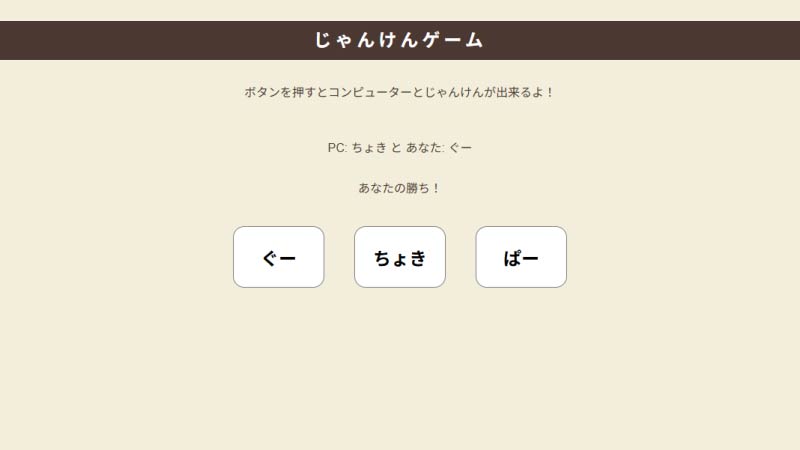 じゃんけんゲーム
ボタンを押すとコンピューターとじゃんけんが出来るよ！
PC: ちょき と あなた: ぐー
あなたの勝ち！
ぐー ちょき ぱー